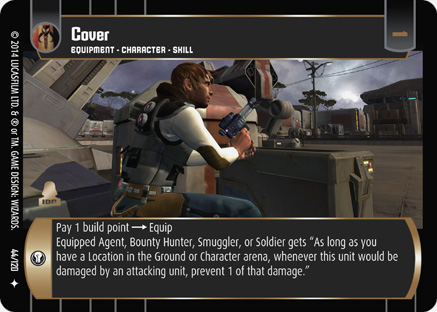 Cover
EQUIPMENT - CHARACTER - SKILL
Pay 1 build point → Equip
Equipped Agent, Bounty Hunter, Smuggler, or Soldier gets “As long as you
have a Location in the Ground or Character arena, whenever this unit would be
damaged by an attacking unit, prevent 1 of that damage.”
© 2014 LUCASFILM LTD. & ® or TM. GAME DESIGN: WIZARDS.
44/120